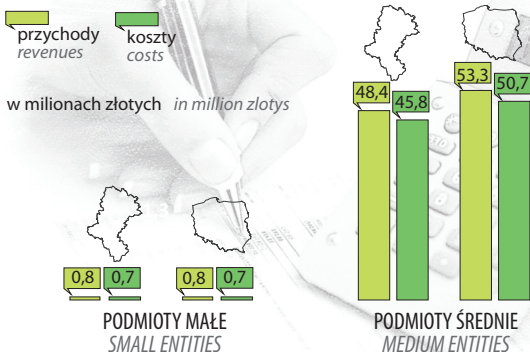 przychody
revenues
koszty
costs
w milionach złotych in million zlotys
48,4
45,8
53,3
50,7
0,8
0,7
0,8
0,7
PODMIOTY MAŁE
SMALL ENTITIES
PODMIOTY ŚREDNIE
MEDIUM ENTITIES